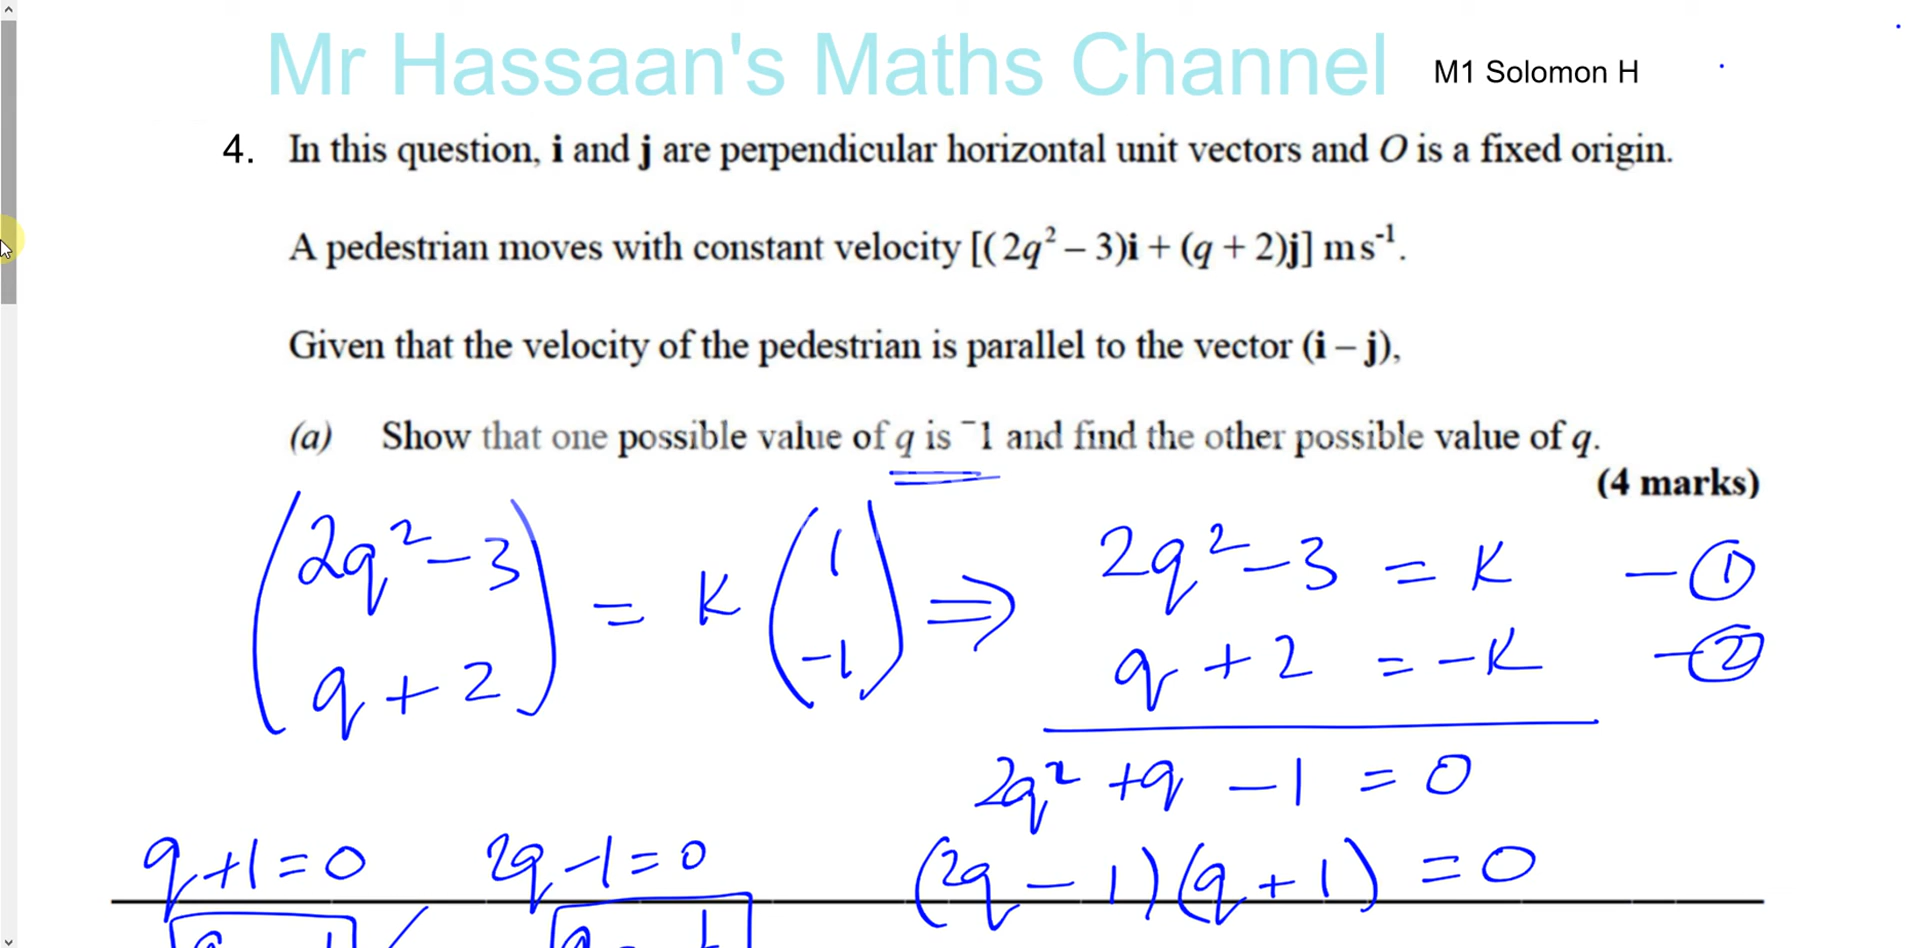 Mr Hassaan's Maths Channel M1 Solomon H
4. In this question, i and j are perpendicular horizontal unit vectors and O is a fixed origin.
A pedestrian moves with constant velocity [(2q² – 3)i + (q + 2)j] m s⁻¹.
Given that the velocity of the pedestrian is parallel to the vector (i – j),
(a) Show that one possible value of q is ⁻1 and find the other possible value of q.
(4 marks)
(2q² - 3) = K (1) ⇒ 2q² - 3 = K - ①
(q + 2) (-1) q + 2 = -K - ②
2q² + q - 1 = 0
q + 1 = 0 2q - 1 = 0 (2q - 1)(q + 1) = 0